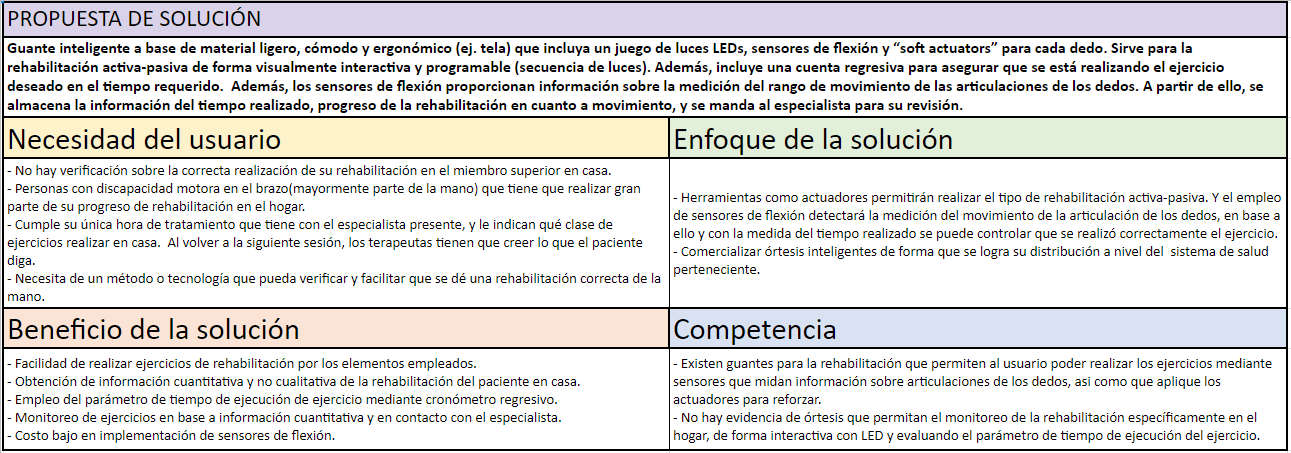 PROPUESTA DE SOLUCIÓN
Guante inteligente a base de material ligero, cómodo y ergonómico (ej. tela) que incluya un juego de luces LEDs, sensores de flexión y “soft actuators” para cada dedo. Sirve para la
rehabilitación activa-pasiva de forma visualmente interactiva y programable (secuencia de luces). Además, incluye una cuenta regresiva para asegurar que se está realizando el ejercicio
deseado en el tiempo requerido. Además, los sensores de flexión proporcionan información sobre la medición del rango de movimiento de las articulaciones de los dedos. A partir de ello, se
almacena la información del tiempo realizado, progreso de la rehabilitación en cuanto a movimiento, y se manda al especialista para su revisión.
Necesidad del usuario
- No hay verificación sobre la correcta realización de su rehabilitación en el miembro superior en casa.
- Personas con discapacidad motora en el brazo(mayormente parte de la mano) que tiene que realizar gran
parte de su progreso de rehabilitación en el hogar.
- Cumple su única hora de tratamiento que tiene con el especialista presente, y le indican qué clase de
ejercicios realizar en casa. Al volver a la siguiente sesión, los terapeutas tienen que creer lo que el paciente
diga.
- Necesita de un método o tecnología que pueda verificar y facilitar que se dé una rehabilitación correcta de la
mano.
Enfoque de la solución
- Herramientas como actuadores permitirán realizar el tipo de rehabilitación activa-pasiva. Y el empleo
de sensores de flexión detectará la medición del movimiento de la articulación de los dedos, en base a
ello y con la medida del tiempo realizado se puede controlar que se realizó correctamente el ejercicio.
- Comercializar órtesis inteligentes de forma que se logra su distribución a nivel del sistema de salud
perteneciente.
Beneficio de la solución
- Facilidad de realizar ejercicios de rehabilitación por los elementos empleados.
- Obtención de información cuantitativa y no cualitativa de la rehabilitación del paciente en casa.
- Empleo del parámetro de tiempo de ejecución de ejercicio mediante cronómetro regresivo.
- Monitoreo de ejercicios en base a información cuantitativa y en contacto con el especialista.
- Costo bajo en implementación de sensores de flexión.
Competencia
- Existen guantes para la rehabilitación que permiten al usuario poder realizar los ejercicios mediante
sensores que midan información sobre articulaciones de los dedos, asi como que aplique los
actuadores para reforzar.
- No hay evidencia de órtesis que permitan el monitoreo de la rehabilitación específicamente en el
hogar, de forma interactiva con LED y evaluando el parámetro de tiempo de ejecución del ejercicio.